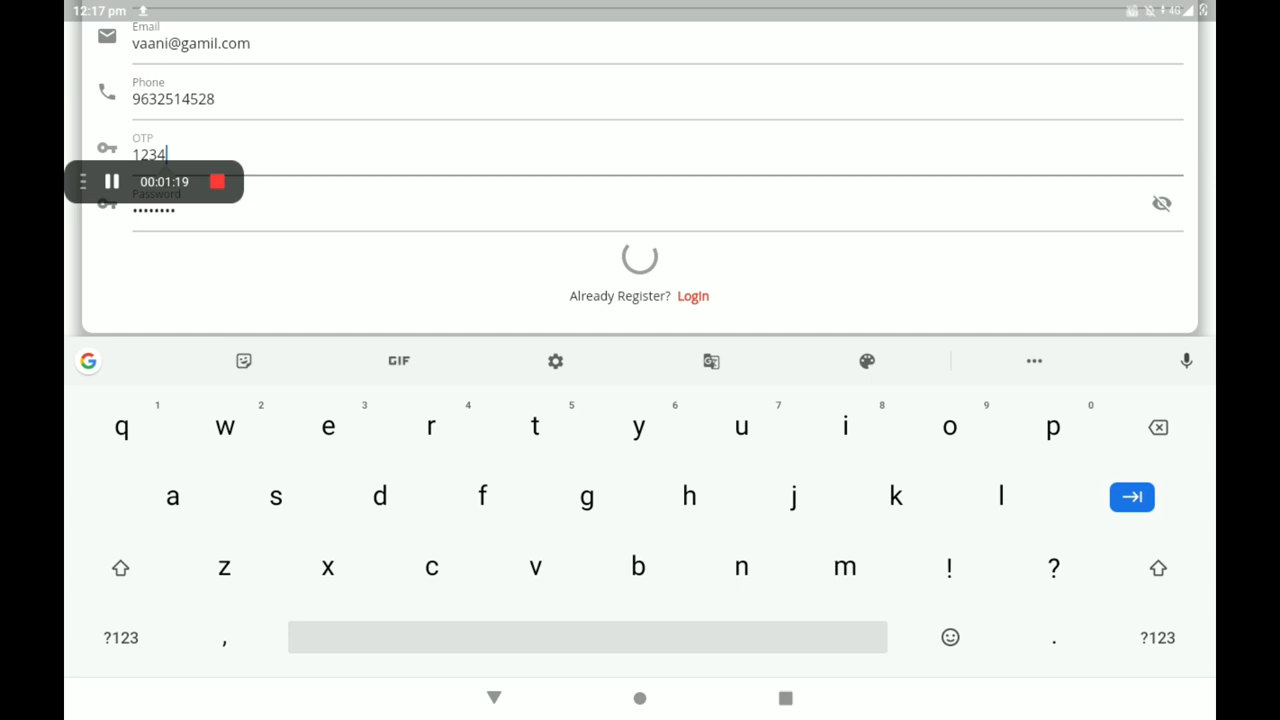 12:17 pm
4G
Email
vaani@gamil.com
Phone
9632514528
OTP
1234
00:01:19
Password
••••••••
Already Register? LogIn
G GIF
1 2 3 4 5 6 7 8 9 0
q w e r t y u i o p
a s d f g h j k l
z x c v b n m ! ?
?123 , . ?123